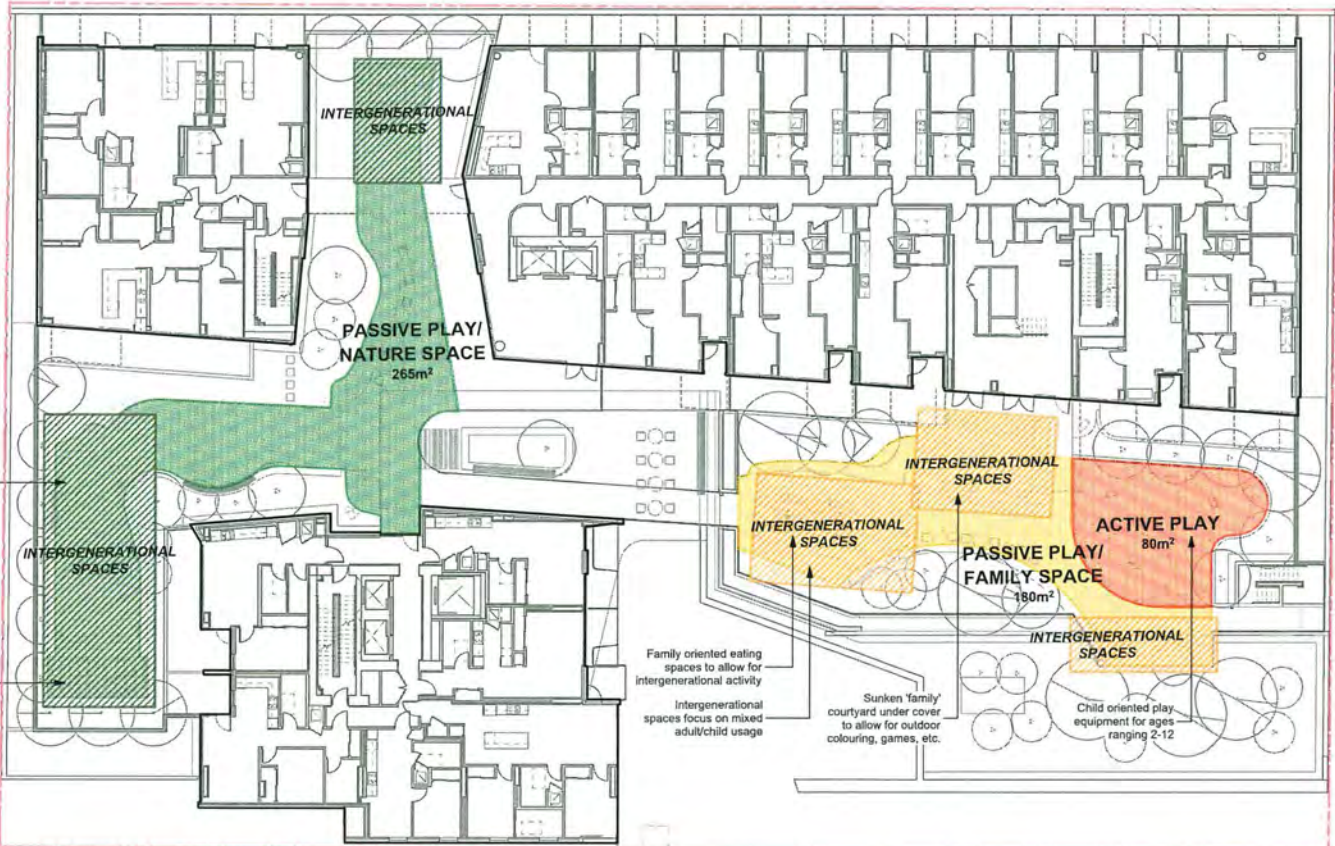 INTERGENERATIONAL
SPACES
PASSIVE PLAY/
NATURE SPACE
265m²
INTERGENERATIONAL
SPACES
INTERGENERATIONAL
SPACES
INTERGENERATIONAL
SPACES
ACTIVE PLAY
80m²
PASSIVE PLAY/
FAMILY SPACE
180m²
INTERGENERATIONAL
SPACES
Family oriented eating
spaces to allow for
intergenerational activity
Intergenerational
spaces focus on mixed
adult/child usage
Sunken 'family'
courtyard under cover
to allow for outdoor
colouring, games, etc.
Child oriented play
equipment for ages
ranging 2-12